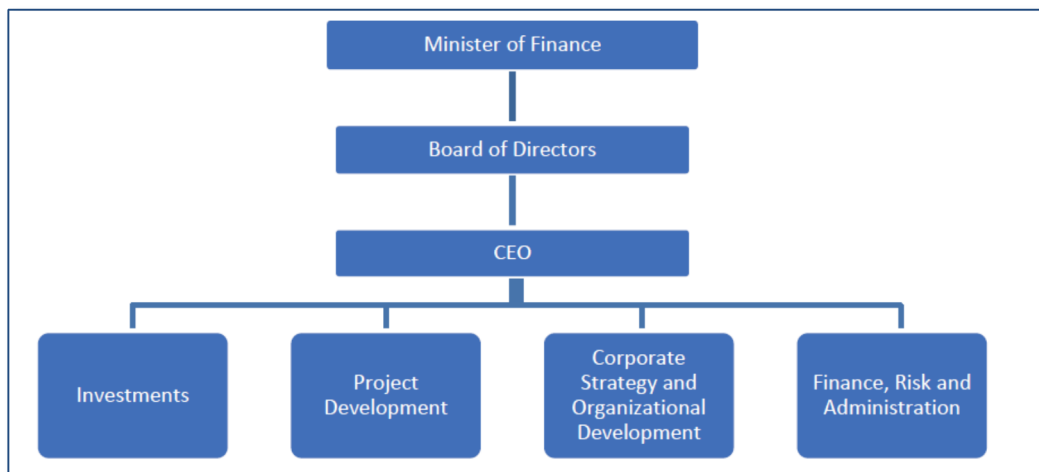 Minister of Finance
Board of Directors
CEO
Investments
Project
Development
Corporate
Strategy and
Organizational
Development
Finance, Risk and
Administration